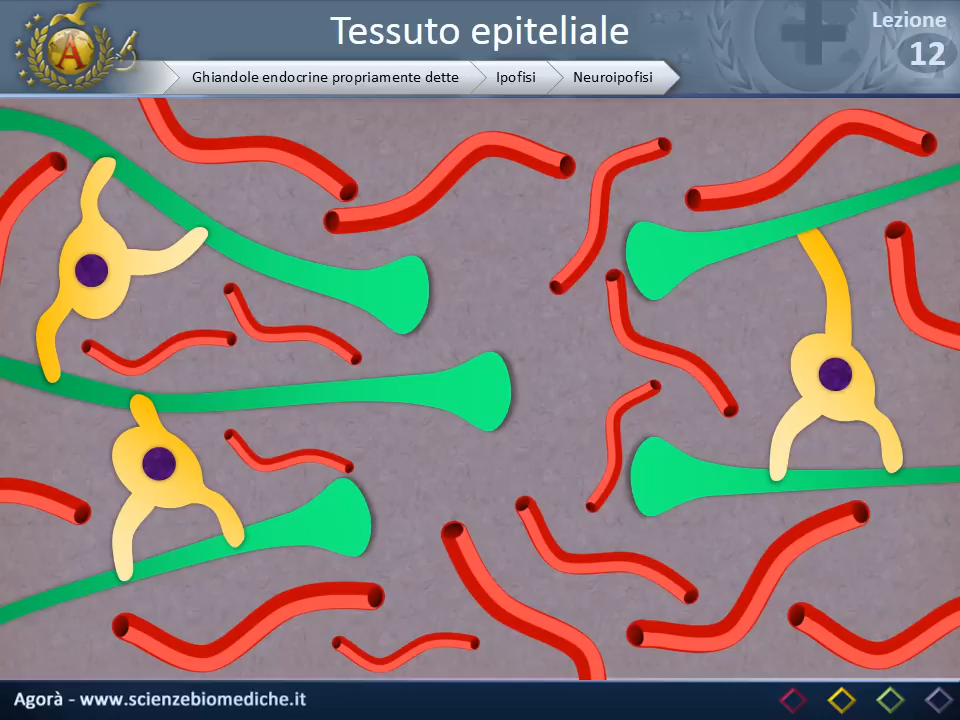 Tessuto epiteliale
Lezione
12
Ghiandole endocrine propriamente dette
Ipofisi
Neuroipofisi
A
Agorà - www.scienzebiomediche.it